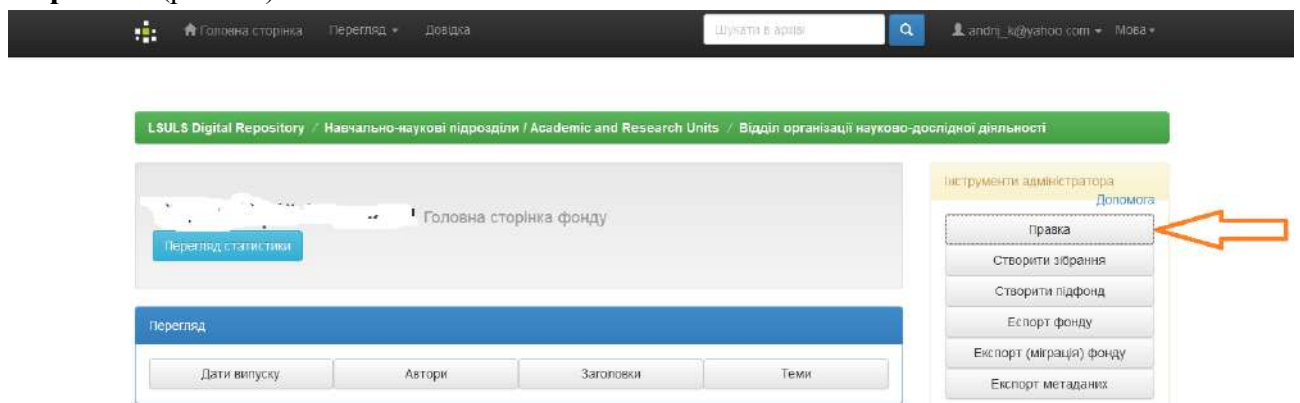 Головна сторінка Перегляд Довідка Шукати в архіві andrij_k@yahoo.com Мова
LSULS Digital Repository / Навчально-наукові підрозділи / Academic and Research Units / Відділ організації науково-дослідної діяльності
Головна сторінка фонду
Перегляд статистики
Перегляд
Дати випуску Автори Заголовки Теми
Інструменти адміністратора
Допомога
Правка
Створити зібрання
Створити підфонд
Еспорт фонду
Експорт (міграція) фонду
Експорт метаданих